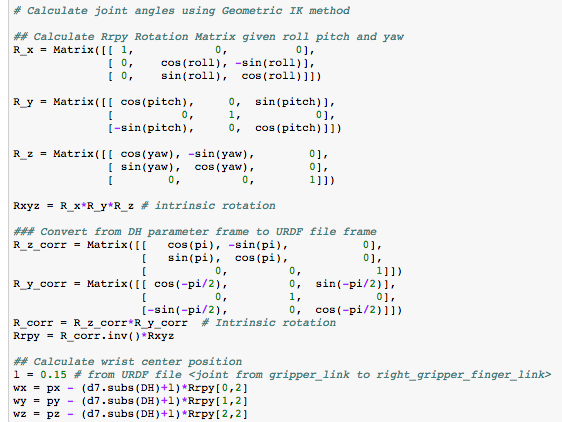 # Calculate joint angles using Geometric IK method
## Calculate Rrpy Rotation Matrix given roll pitch and yaw
R_x = Matrix([[ 1, 0, 0],
[ 0, cos(roll), -sin(roll)],
[ 0, sin(roll), cos(roll)]])
R_y = Matrix([[ cos(pitch), 0, sin(pitch)],
[ 0, 1, 0],
[-sin(pitch), 0, cos(pitch)]])
R_z = Matrix([[ cos(yaw), -sin(yaw), 0],
[ sin(yaw), cos(yaw), 0],
[ 0, 0, 1]])
Rxyz = R_x*R_y*R_z # intrinsic rotation
### Convert from DH parameter frame to URDF file frame
R_z_corr = Matrix([[ cos(pi), -sin(pi), 0],
[ sin(pi), cos(pi), 0],
[ 0, 0, 1]])
R_y_corr = Matrix([[ cos(-pi/2), 0, sin(-pi/2)],
[ 0, 1, 0],
[-sin(-pi/2), 0, cos(-pi/2)]])
R_corr = R_z_corr*R_y_corr # Intrinsic rotation
Rrpy = R_corr.inv()*Rxyz
## Calculate wrist center position
l = 0.15 # from URDF file <joint from gripper_link to right_gripper_finger_link>
wx = px - (d7.subs(DH)+l)*Rrpy[0,2]
wy = py - (d7.subs(DH)+l)*Rrpy[1,2]
wz = pz - (d7.subs(DH)+l)*Rrpy[2,2]